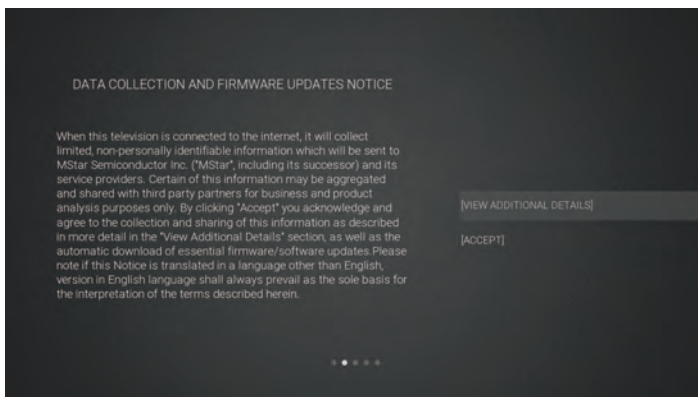 DATA COLLECTION AND FIRMWARE UPDATES NOTICE
When this television is connected to the internet, it will collect
limited, non-personally identifiable information which will be sent to
MStar Semiconductor Inc. ("MStar", including its successor) and its
service providers. Certain of this information may be aggregated
and shared with third party partners for business and product
analysis purposes only. By clicking "Accept" you acknowledge and
agree to the collection and sharing of this information as described
in more detail in the "View Additional Details" section, as well as the
automatic download of essential firmware/software updates.Please
note if this Notice is translated in a language other than English,
version in English language shall always prevail as the sole basis for
the interpretation of the terms described herein.
[VIEW ADDITIONAL DETAILS]
[ACCEPT]